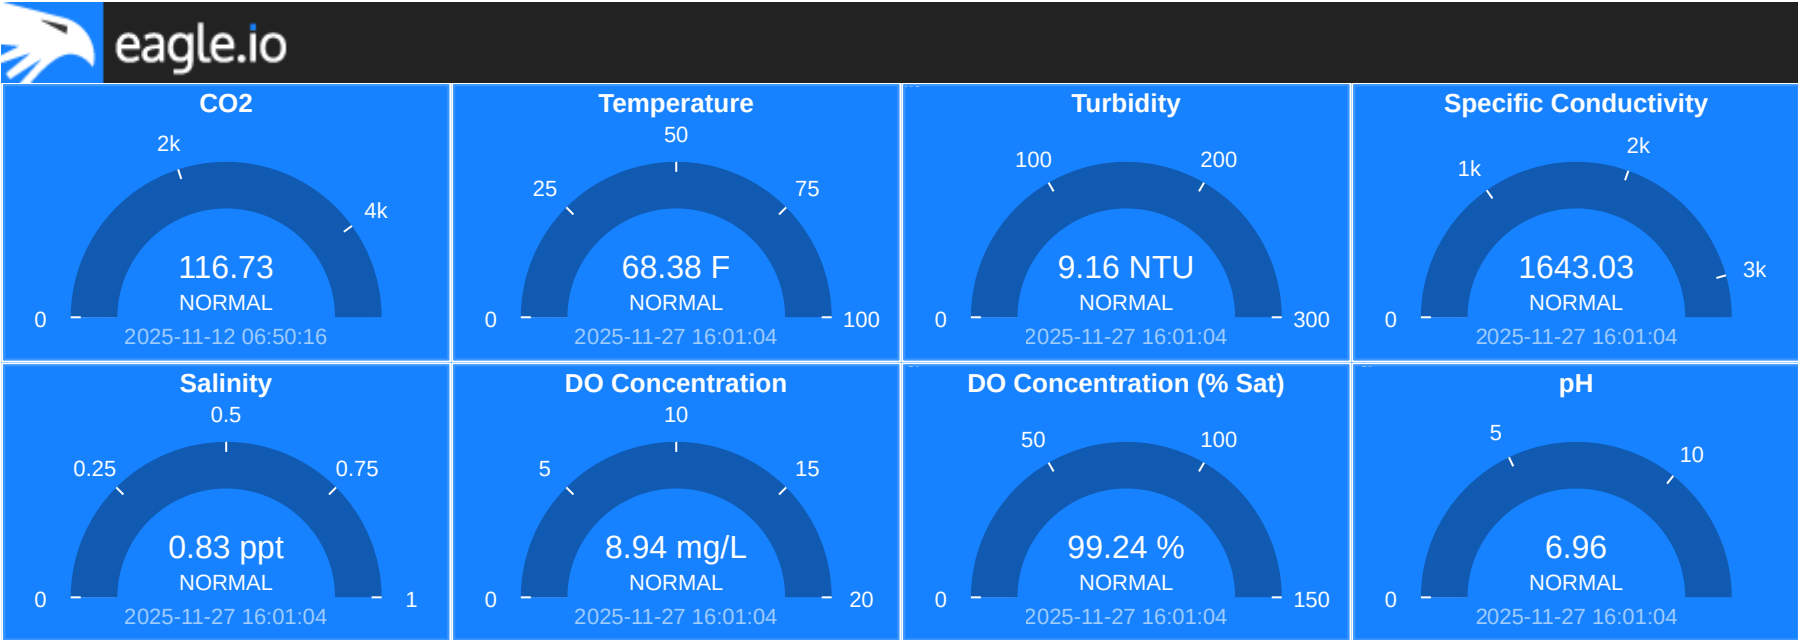 eagle.io
CO2
2k
4k
0
116.73
NORMAL
2025-11-12 06:50:16
Temperature
50
25
75
0
100
68.38 F
NORMAL
2025-11-27 16:01:04
Turbidity
100
200
0
300
9.16 NTU
NORMAL
2025-11-27 16:01:04
Specific Conductivity
2k
1k
3k
0
1643.03
NORMAL
2025-11-27 16:01:04
Salinity
0.5
0.25
0.75
0
1
0.83 ppt
NORMAL
2025-11-27 16:01:04
DO Concentration
10
5
15
0
20
8.94 mg/L
NORMAL
2025-11-27 16:01:04
DO Concentration (% Sat)
50
100
0
150
99.24 %
NORMAL
2025-11-27 16:01:04
pH
5
10
0
6.96
NORMAL
2025-11-27 16:01:04